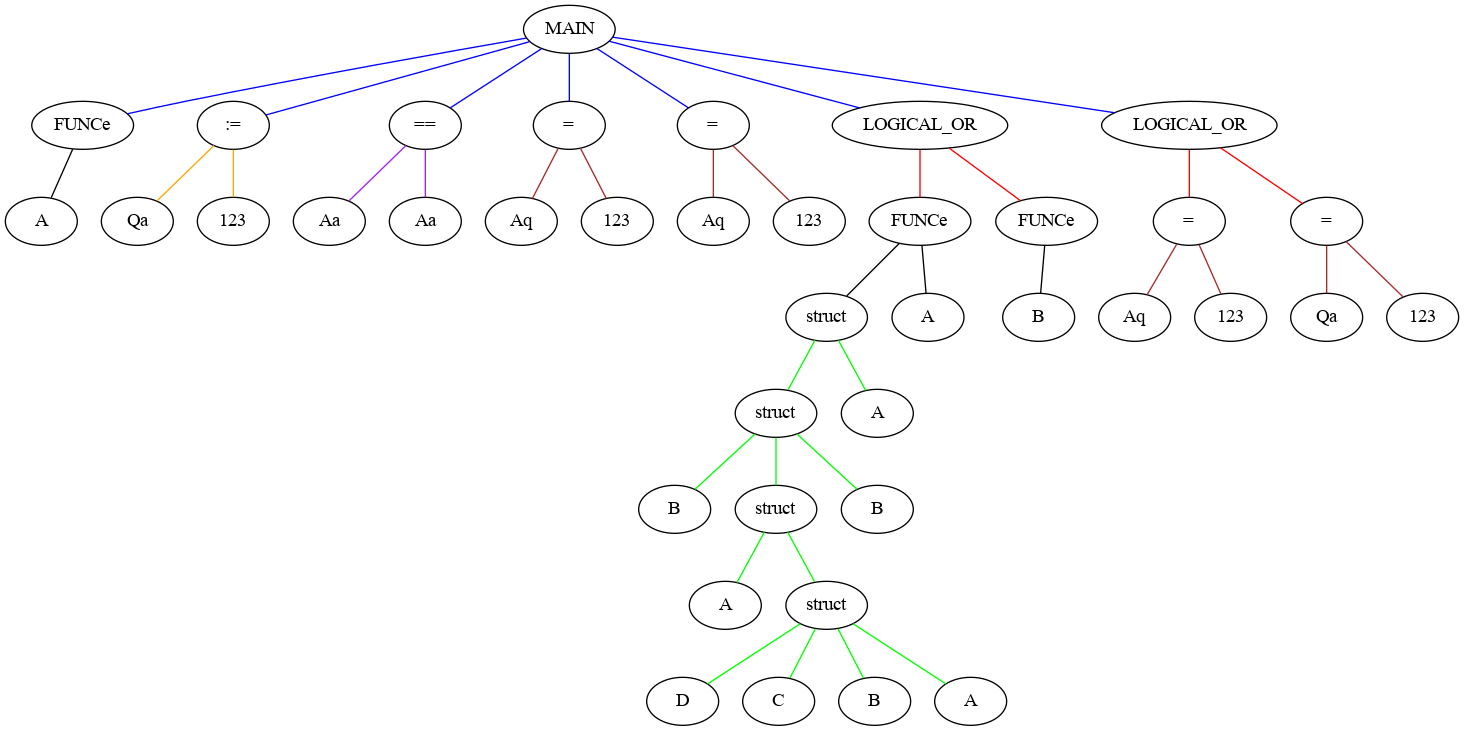 MAIN
FUNCe := == = = LOGICAL_OR LOGICAL_OR
A Qa 123 Aa Aa Aq 123 Aq 123 FUNCe FUNCe = =
struct A B Aq 123 Qa 123
struct A
B struct B
A struct
D C B A